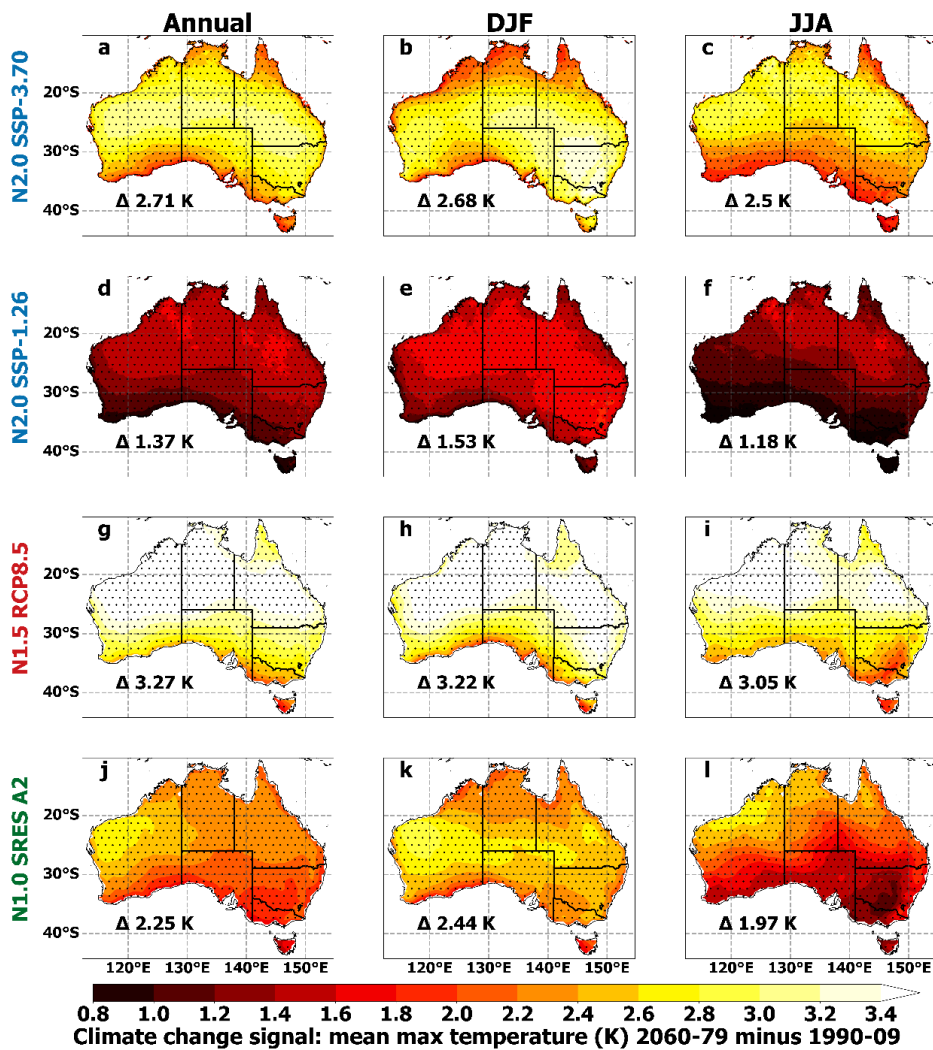 Annual DJF JJA
N2.0 SSP-3.70
a b c
20°S
30°S
40°S
Δ 2.71 K Δ 2.68 K Δ 2.5 K
N2.0 SSP-1.26
d e f
20°S
30°S
40°S
Δ 1.37 K Δ 1.53 K Δ 1.18 K
N1.5 RCP8.5
g h i
20°S
30°S
40°S
Δ 3.27 K Δ 3.22 K Δ 3.05 K
N1.0 SRES A2
j k l
20°S
30°S
40°S
Δ 2.25 K Δ 2.44 K Δ 1.97 K
120°E 130°E 140°E 150°E 120°E 130°E 140°E 150°E 120°E 130°E 140°E 150°E
0.8 1.0 1.2 1.4 1.6 1.8 2.0 2.2 2.4 2.6 2.8 3.0 3.2 3.4
Climate change signal: mean max temperature (K) 2060-79 minus 1990-09